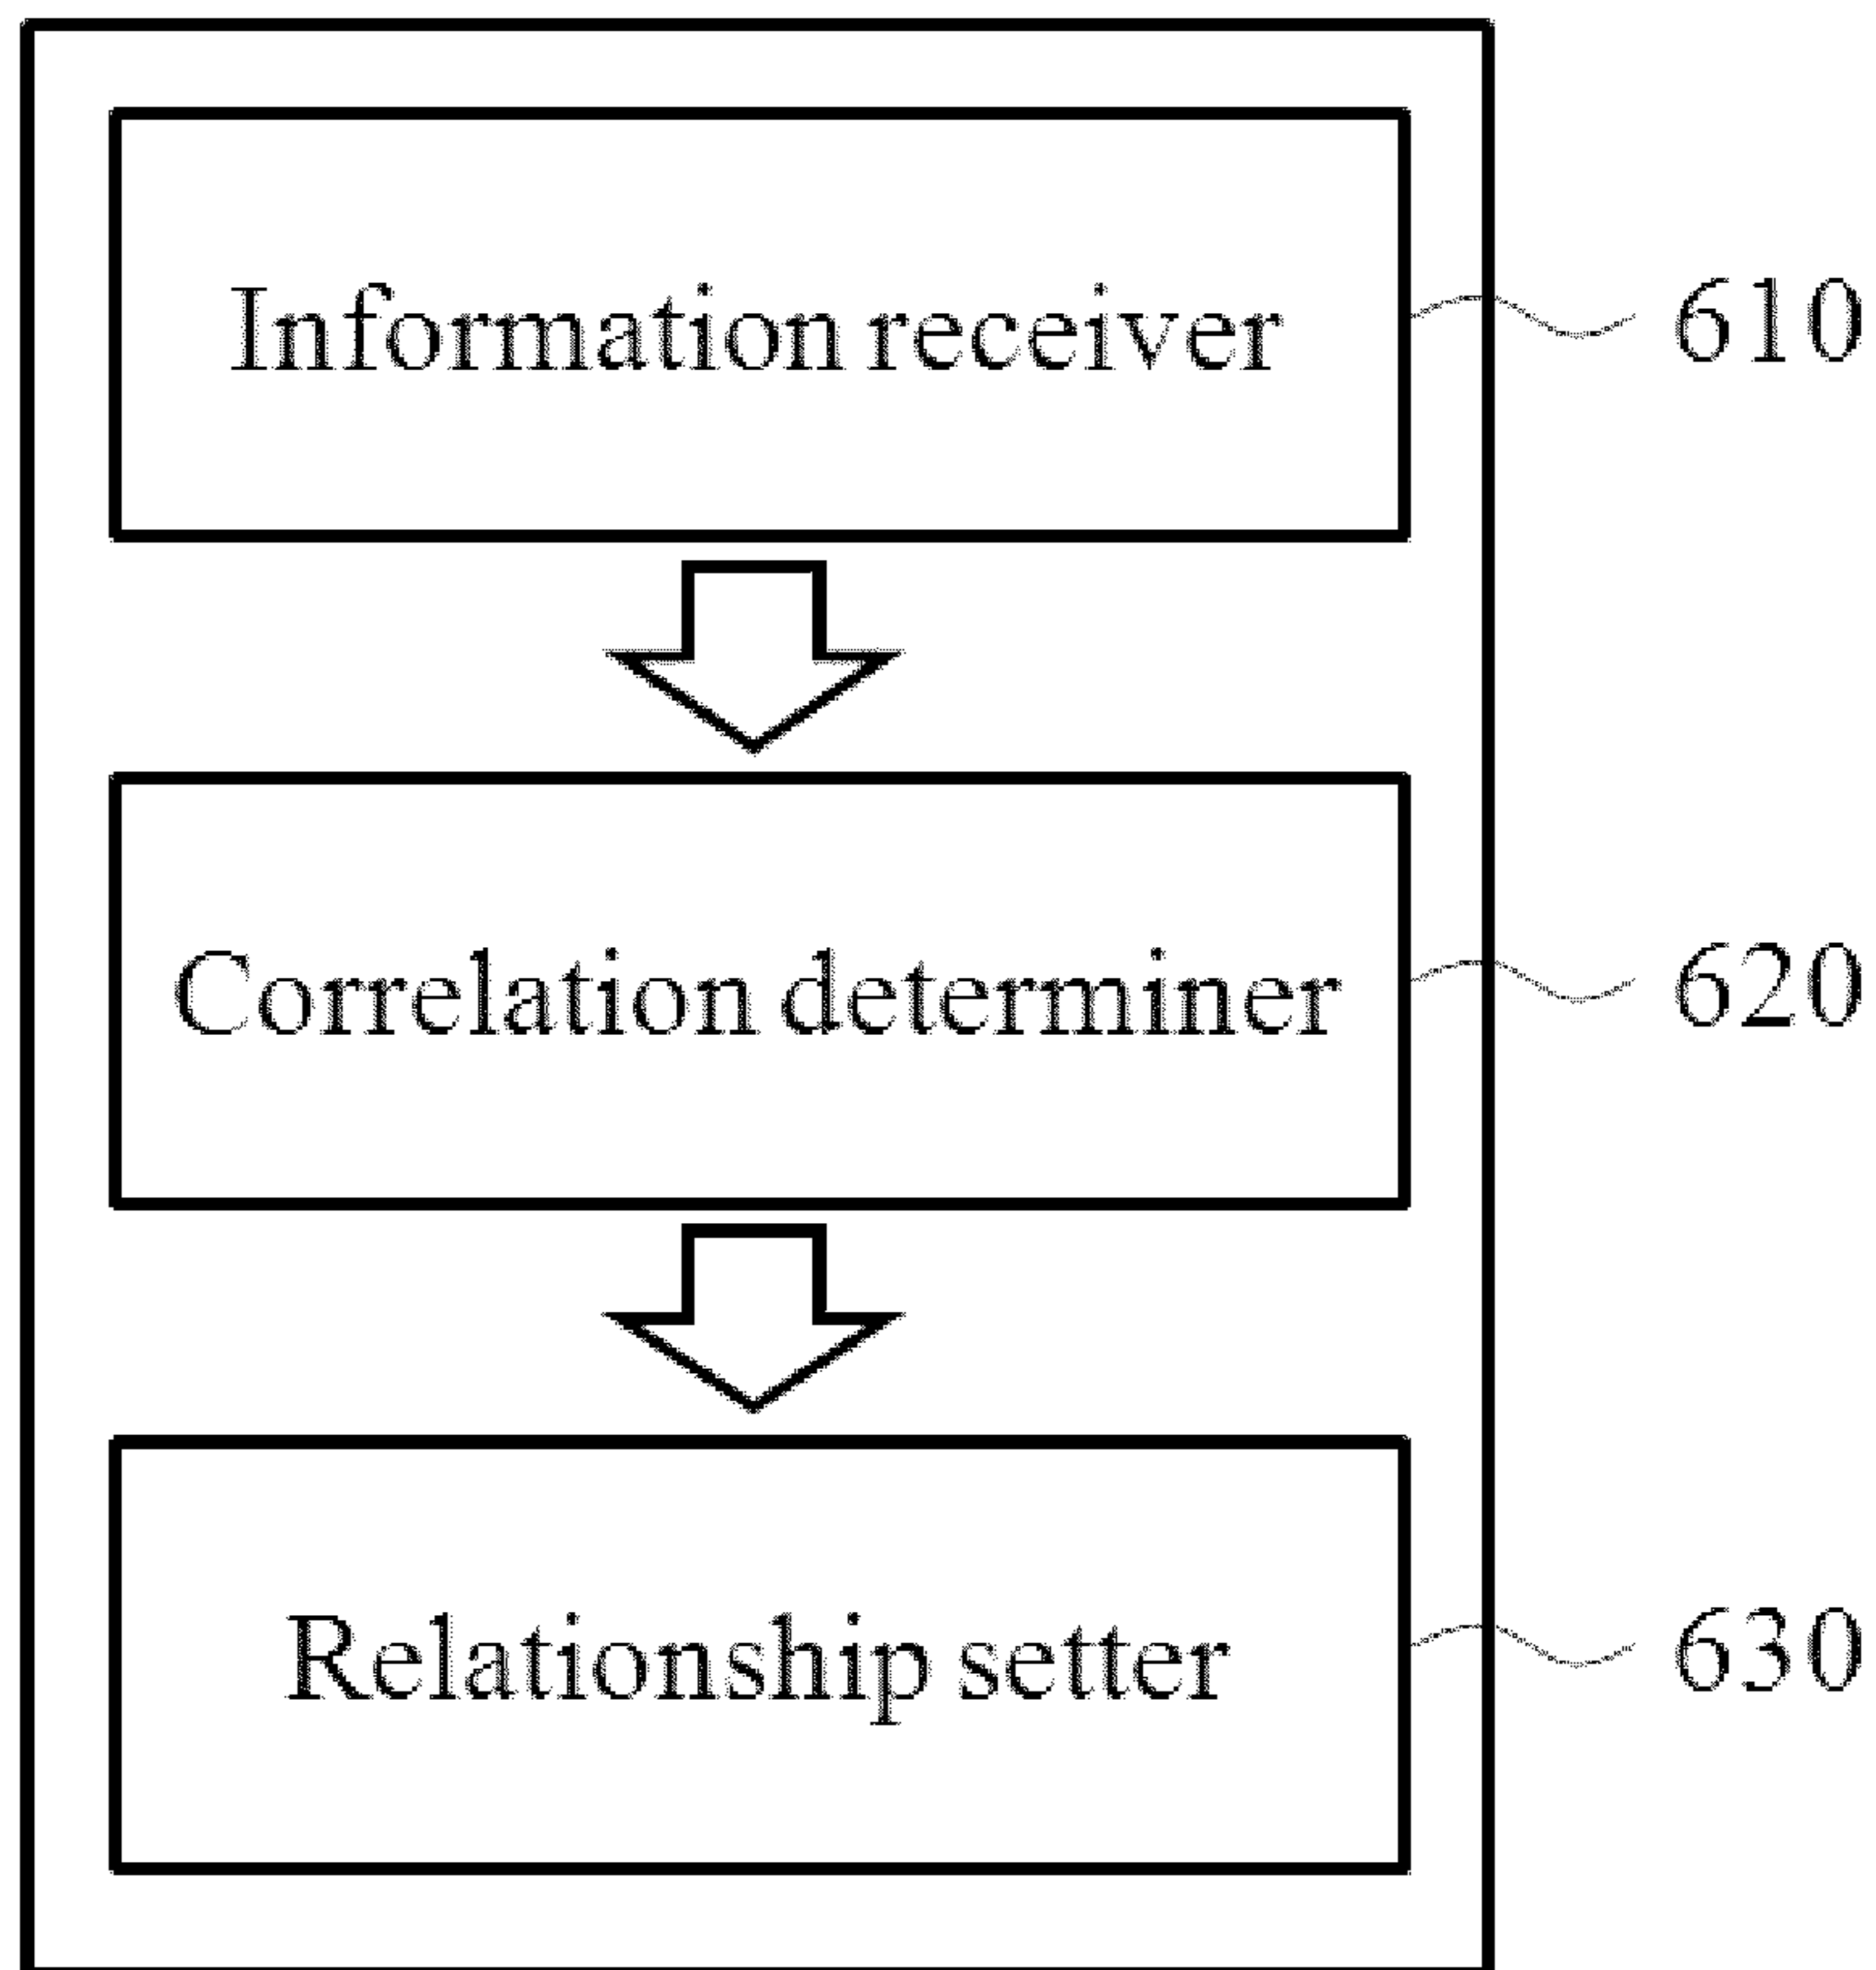 Information receiver 610
Correlation determiner 620
Relationship setter 630